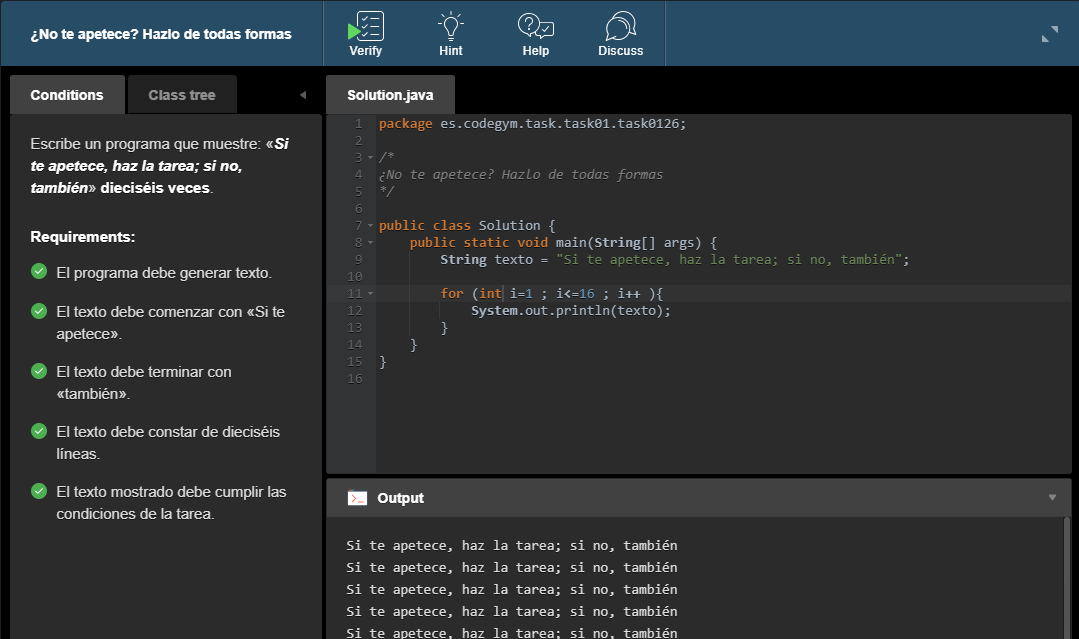 ¿No te apetece? Hazlo de todas formas
Verify
Hint
Help
Discuss
Conditions
Class tree
Escribe un programa que muestre: «Si
te apetece, haz la tarea; si no,
también» dieciséis veces.
Requirements:
El programa debe generar texto.
El texto debe comenzar con «Si te
apetece».
El texto debe terminar con
«también».
El texto debe constar de dieciséis
líneas.
El texto mostrado debe cumplir las
condiciones de la tarea.
Solution.java
1 package es.codegym.task.task01.task0126;
2
3 /*
4 ¿No te apetece? Hazlo de todas formas
5 */
6
7 public class Solution {
8 public static void main(String[] args) {
9 String texto = "Si te apetece, haz la tarea; si no, también";
10
11 for (int i=1 ; i<=16 ; i++ ){
12 System.out.println(texto);
13 }
14 }
15 }
16
Output
Si te apetece, haz la tarea; si no, también
Si te apetece, haz la tarea; si no, también
Si te apetece, haz la tarea; si no, también
Si te apetece, haz la tarea; si no, también
Si te apetece, haz la tarea; si no, también